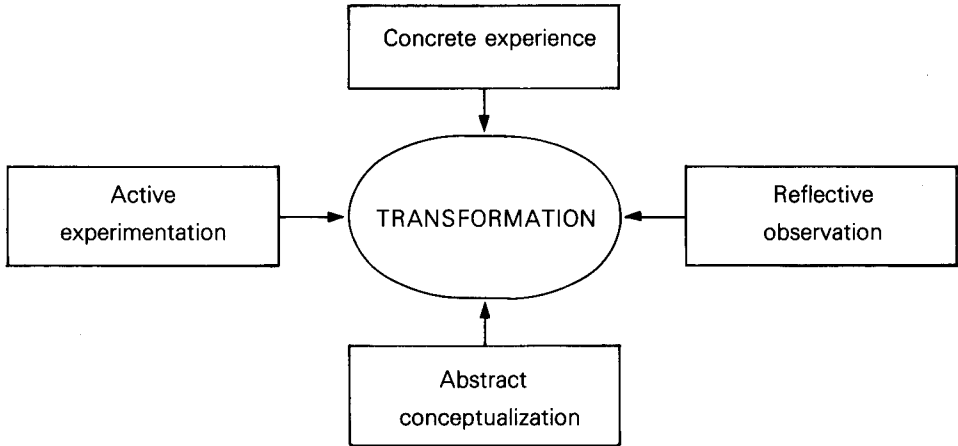 Concrete experience
Active
experimentation
TRANSFORMATION
Reflective
observation
Abstract
conceptualization